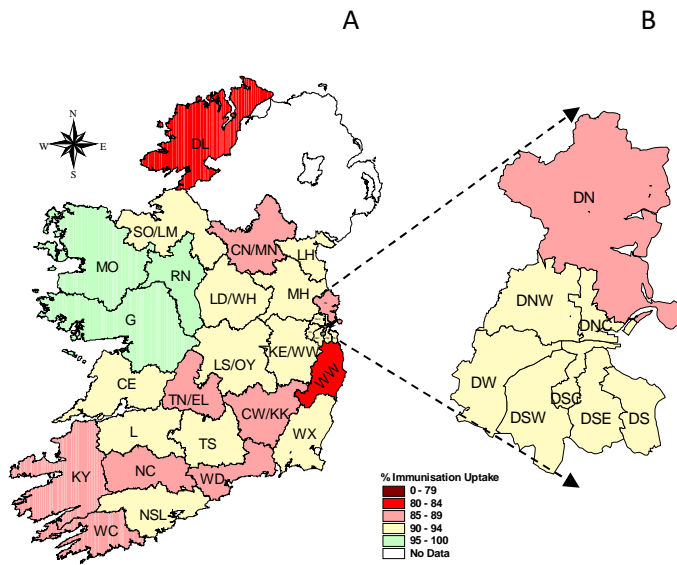 A
B
N
W
E
S
DL
SO/LM
CN/MN
LH
MO
RN
LD/WH
MH
G
LS/OY
KE/WW
WW
CE
TN/EL
CW/KK
L
TS
WX
KY
NC
WD
NSL
WC
DN
DNW
DNC
DW
DSC
DSW
DSE
DS
% Immunisation Uptake
0 - 79
80 - 84
85 - 89
90 - 94
95 - 100
No Data